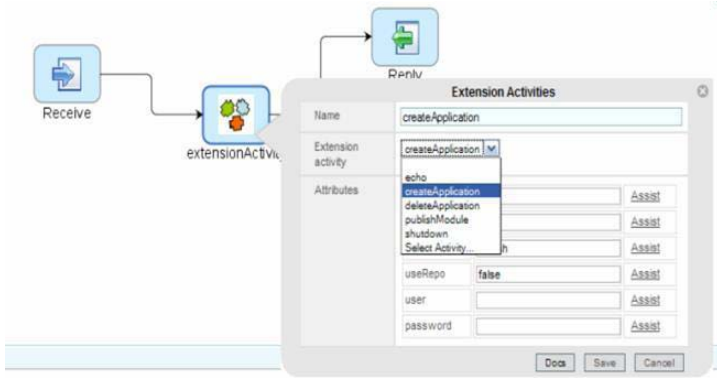 Receive
extensionActivi
Reply
Extension Activities
Name
createApplication
Extension
activity
createApplication
echo
createApplication
deleteApplication
publishModule
shutdown
Select Activity...
Attributes
Assist
Assist
h
Assist
useRepo
false
Assist
user
Assist
password
Assist
Docs
Save
Cancel